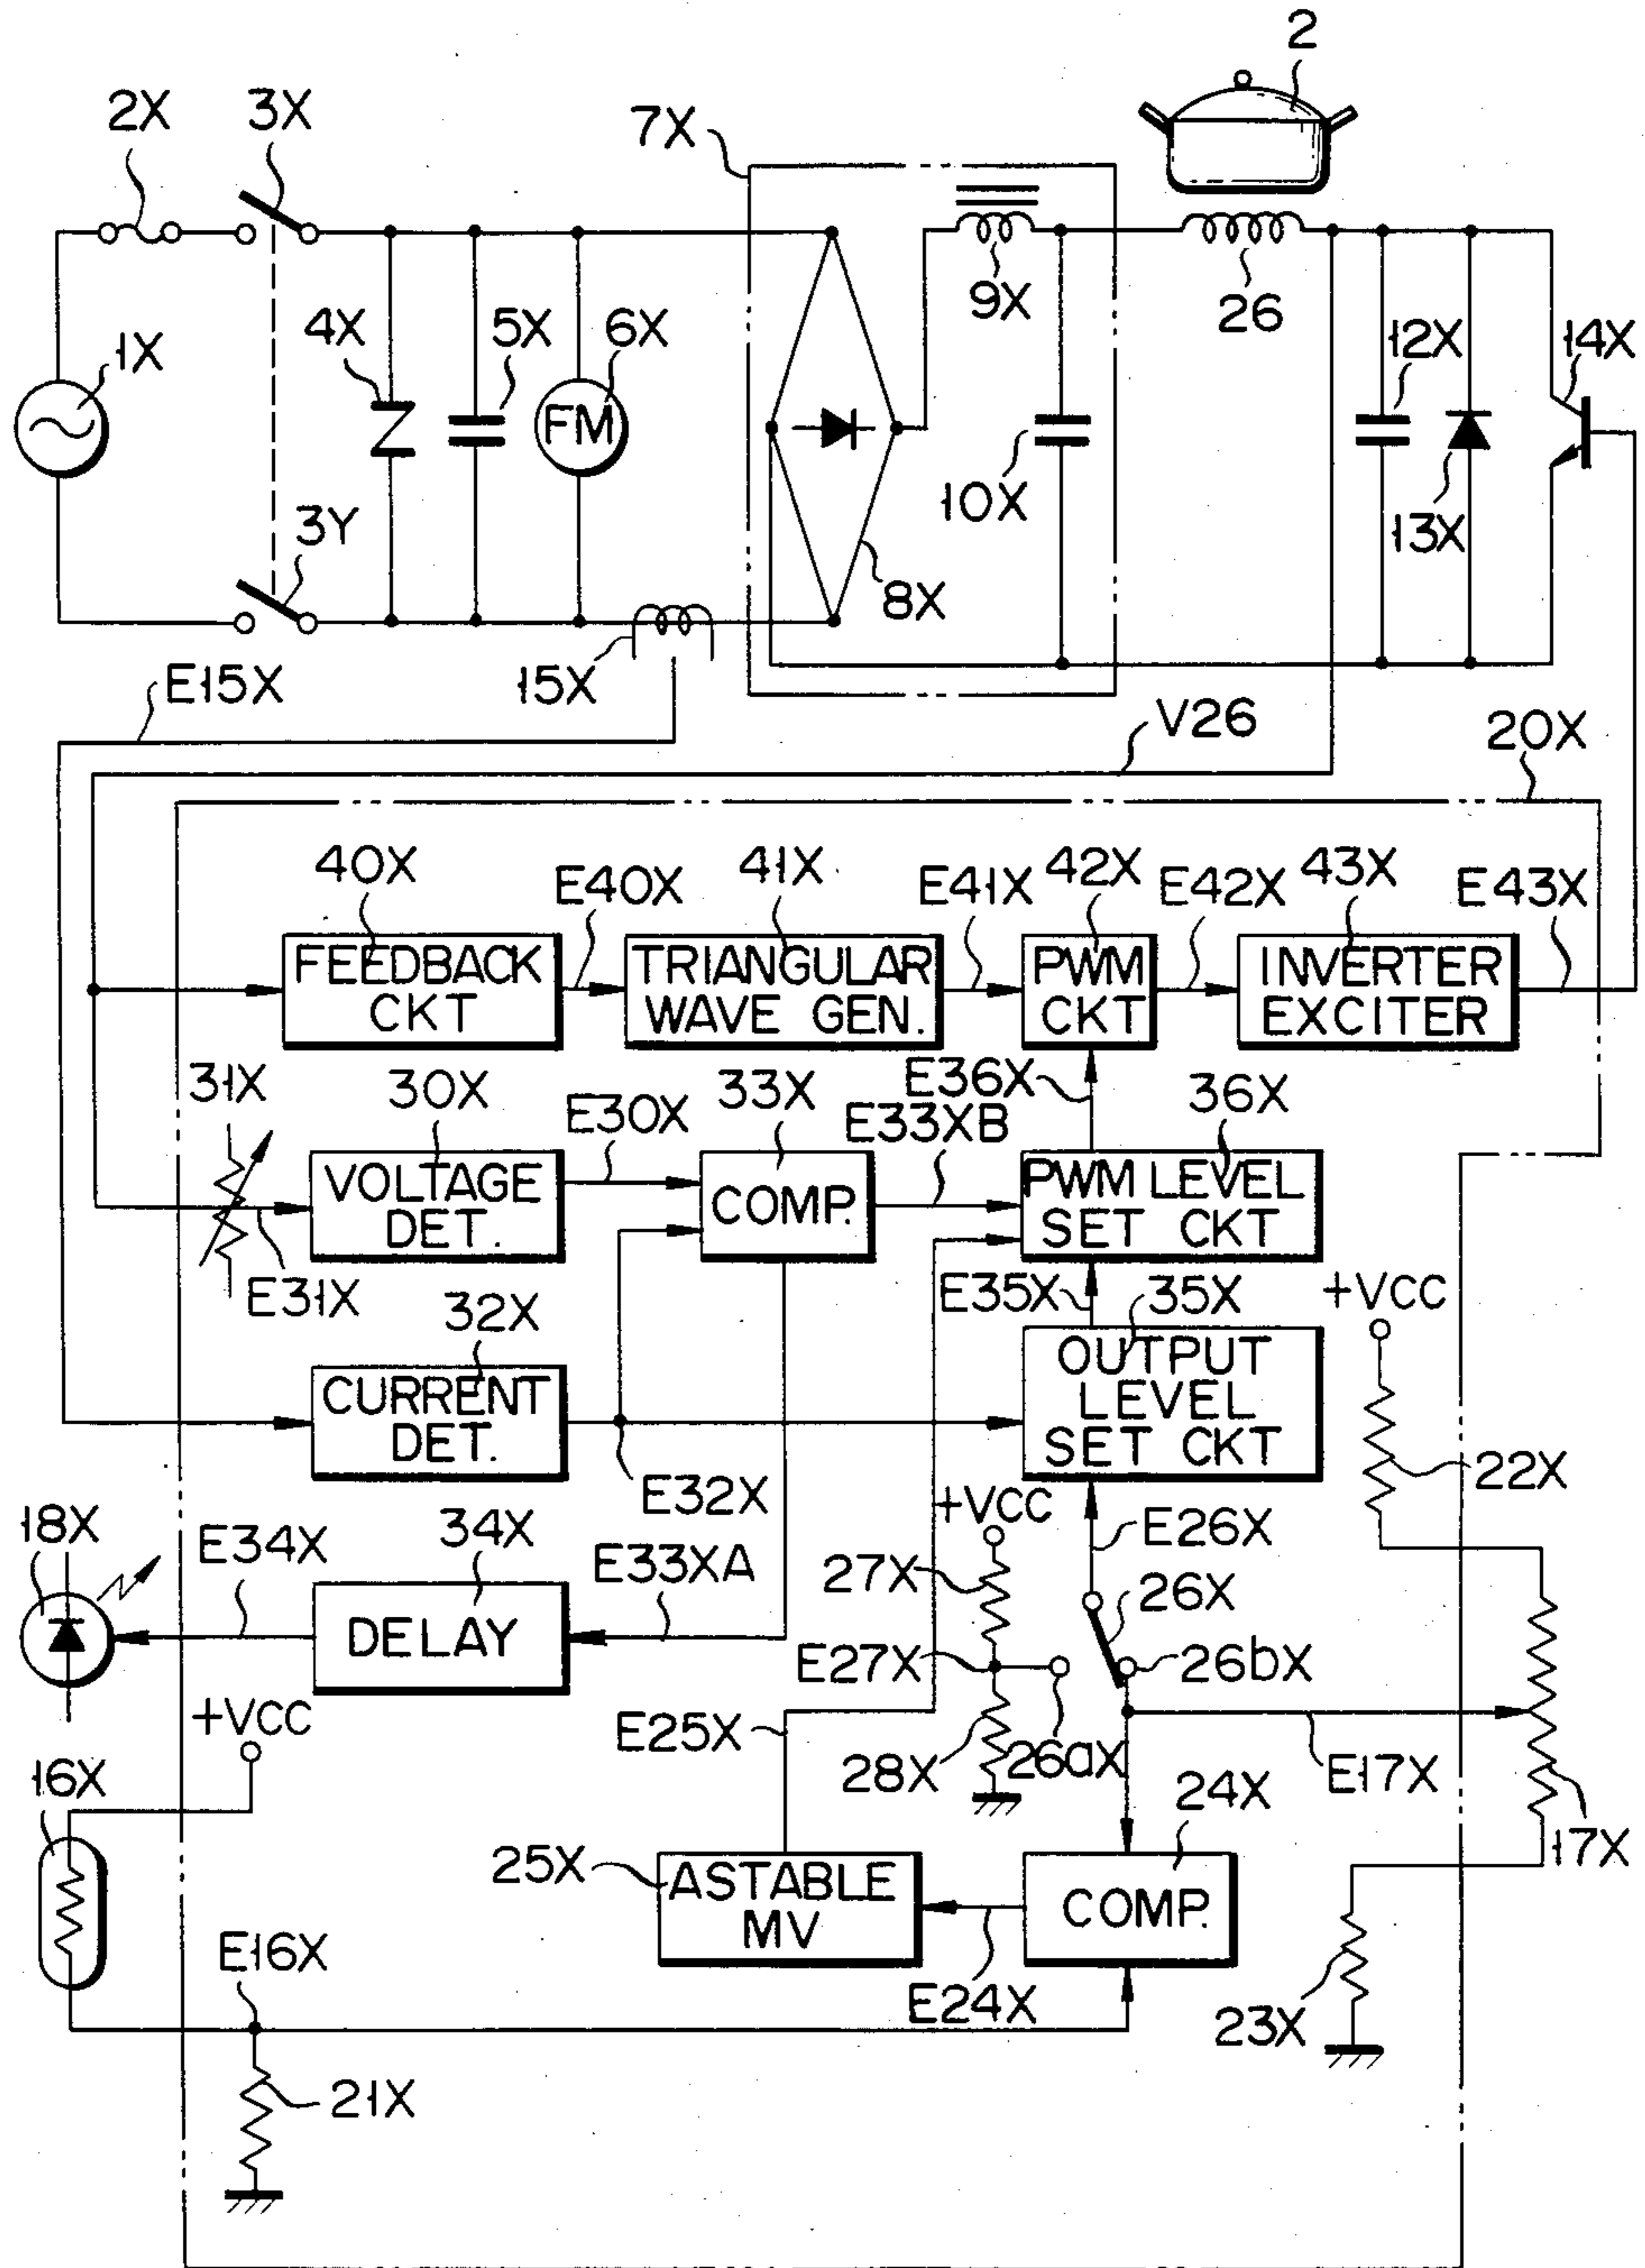 2
2X
3X
7X
9X
26
1X
4X
5X
6X
FM
12X
14X
10X
13X
3Y
8X
15X
E15X
V26
20X
40X
E40X
41X
E41X
42X
E42X
43X
E43X
FEEDBACK
CKT
TRIANGULAR
WAVE GEN.
PWM
CKT
INVERTER
EXCITER
31X
30X
E30X
33X
E36X
E33XB
36X
VOLTAGE
DET.
COMP.
PWM LEVEL
SET CKT
E31X
32X
E35X
35X
+VCC
CURRENT
DET.
OUTPUT
LEVEL
SET CKT
22X
E32X
+VCC
18X
E34X
34X
E33XA
E26X
27X
26X
DELAY
E27X
26bX
+VCC
E25X
28X
26aX
E17X
16X
24X
17X
25X
ASTABLE
MV
COMP.
E16X
E24X
23X
21X